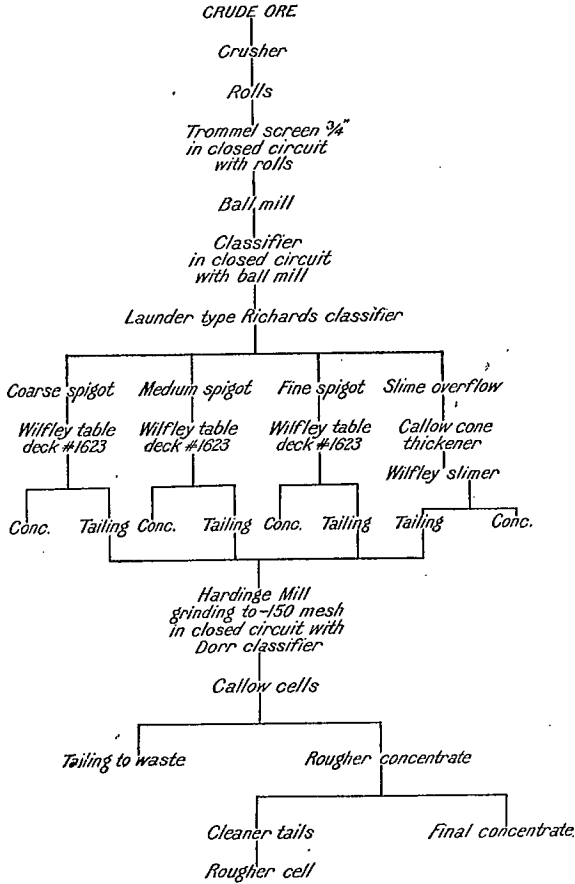 CRUDE ORE
Crusher
Rolls
Trommel screen 3/4"
in closed circuit
with rolls
Ball mill
Classifier
in closed circuit
with ball mill
Launder type Richards classifier
Coarse spigot Medium spigot Fine spigot Slime overflow
Wilfley table Wilfley table Wilfley table Callow cone
deck #1623 deck #1623 deck #1623 thickener
Wilfley slimer
Conc. Tailing Conc. Tailing Conc. Tailing Tailing Conc.
Hardinge Mill
grinding to -150 mesh
in closed circuit with
Dorr classifier
Callow cells
Tailing to waste Rougher concentrate
Cleaner tails Final concentrate
Rougher cell